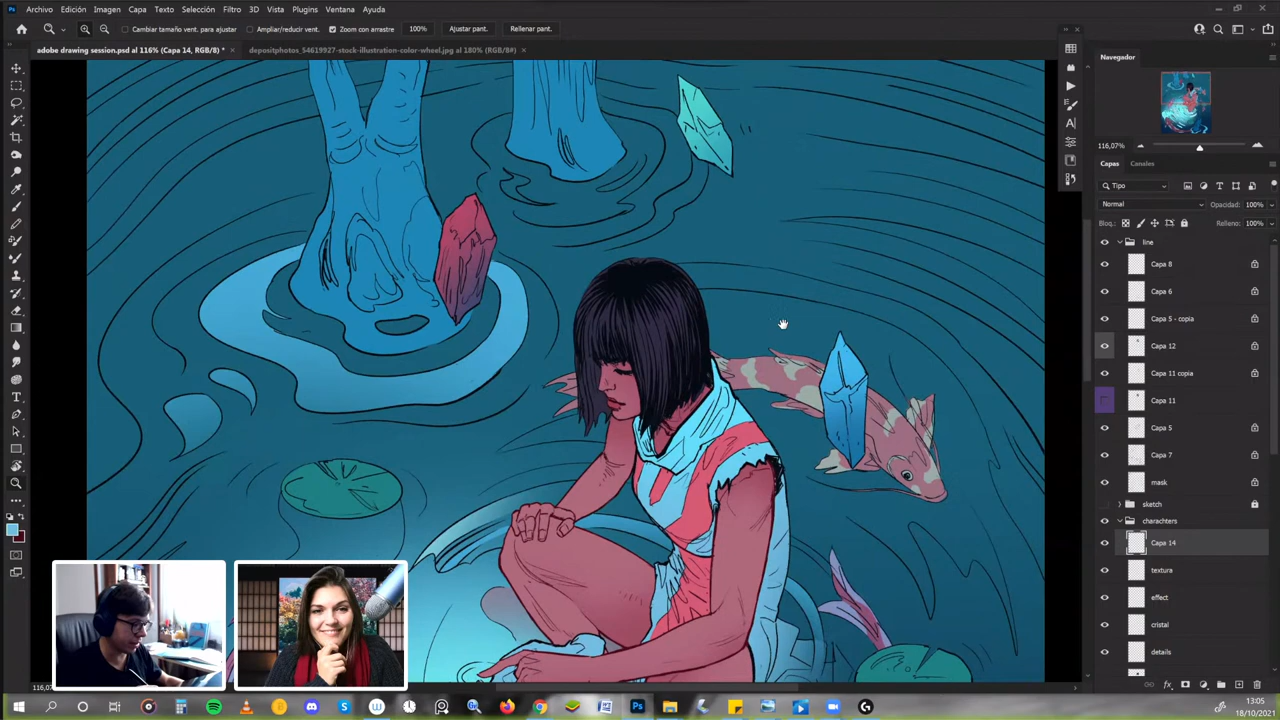 Archivo Edición Imagen Capa Texto Selección Filtro 3D Vista Plugins Ventana Ayuda
Cambiar tamaño vent. para ajustar Ampliar/reducir vent. Zoom con arrastre 100% Ajustar pant. Rellenar pant.
adobe drawing session.psd al 116% (Capa 14, RGB/8) * × depositphotos_54619927-stock-illustration-color-wheel.jpg al 180% (RGB/8#) ×
Navegador
116,07%
Capas Canales
Tipo
Normal Opacidad: 100%
Bloq.: Relleno: 100%
line
Capa 8
Capa 6
Capa 5 - copia
Capa 12
Capa 11 copia
Capa 11
Capa 5
Capa 7
mask
sketch
charachters
Capa 14
textura
effect
cristal
details
116,07
13:05
18/10/2021